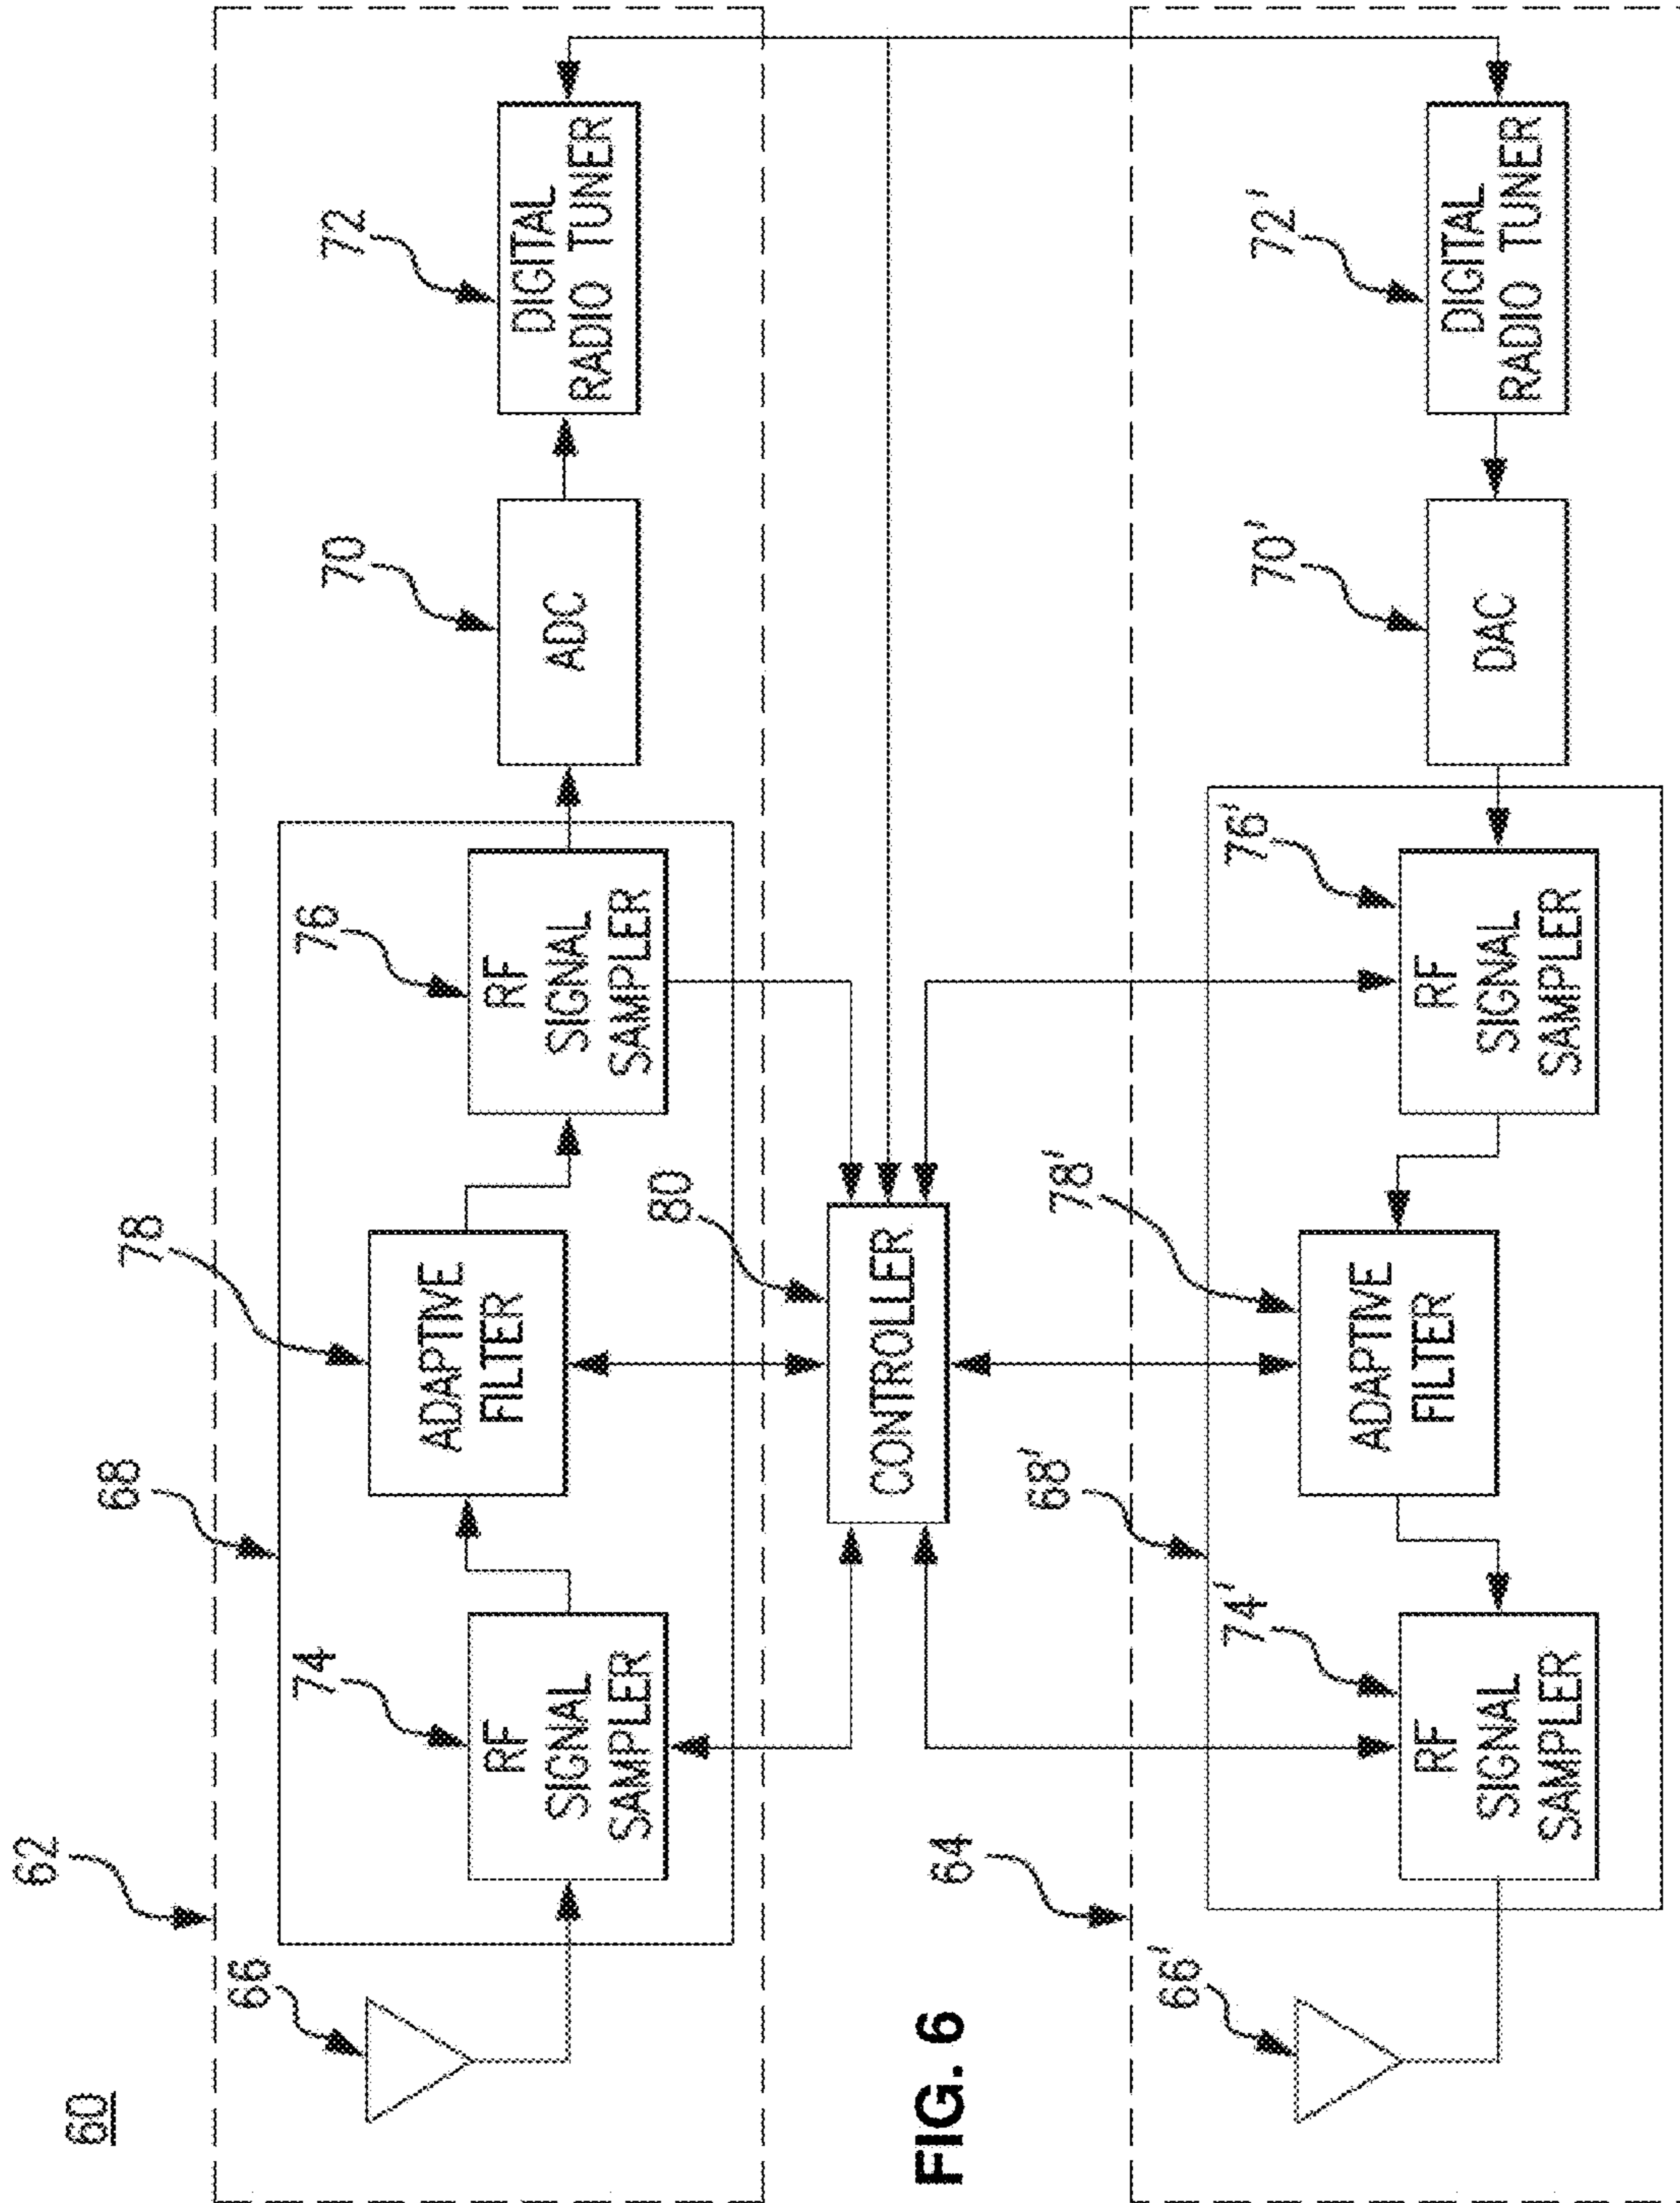 60
62
66
68
78
74
RF
SIGNAL
SAMPLER
ADAPTIVE
FILTER
76
RF
SIGNAL
SAMPLER
70
ADC
72
DIGITAL
RADIO TUNER
80
CONTROLLER
FIG. 6
64
66'
68'
74'
RF
SIGNAL
SAMPLER
78'
ADAPTIVE
FILTER
76'
RF
SIGNAL
SAMPLER
70'
DAC
72'
DIGITAL
RADIO TUNER